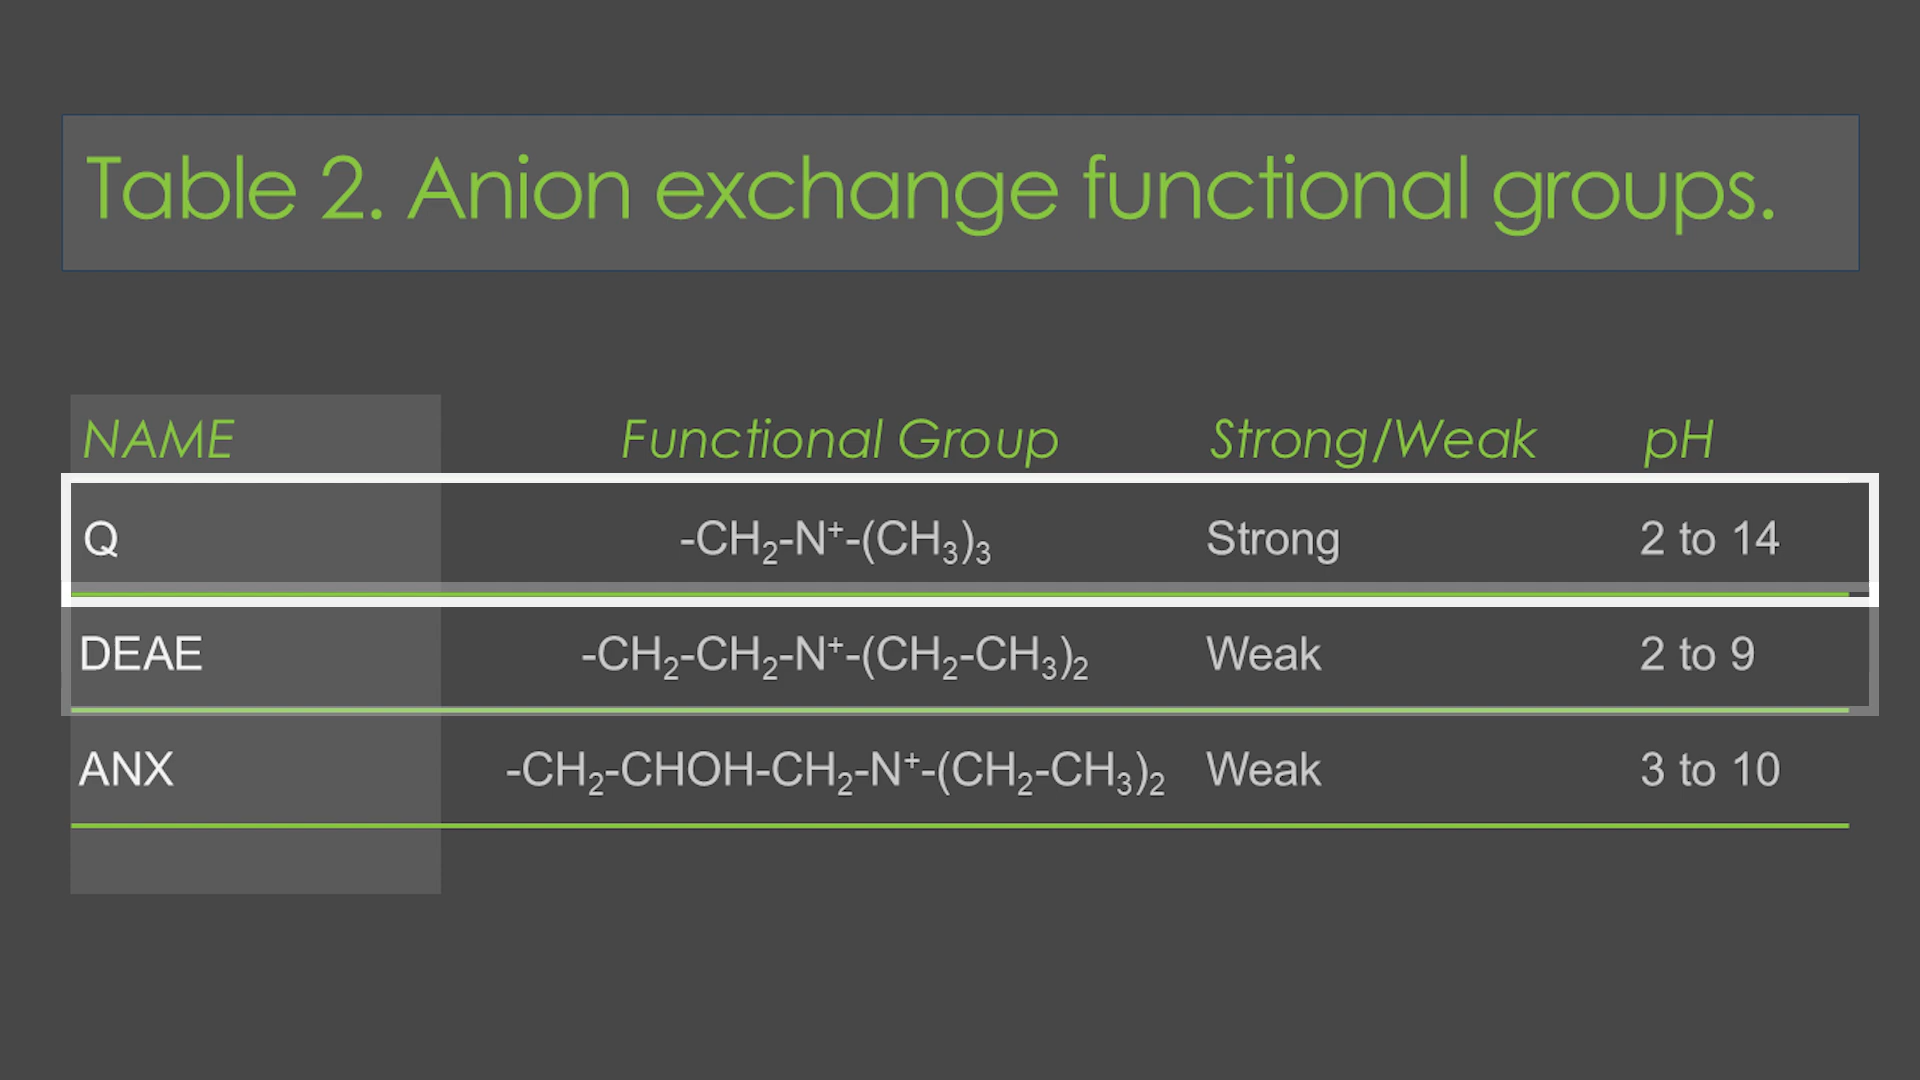 Table 2. Anion exchange functional groups.
NAME Functional Group Strong/Weak pH
Q -CH₂-N⁺-(CH₃)₃ Strong 2 to 14
DEAE -CH₂-CH₂-N⁺-(CH₂-CH₃)₂ Weak 2 to 9
ANX -CH₂-CHOH-CH₂-N⁺-(CH₂-CH₃)₂ Weak 3 to 10